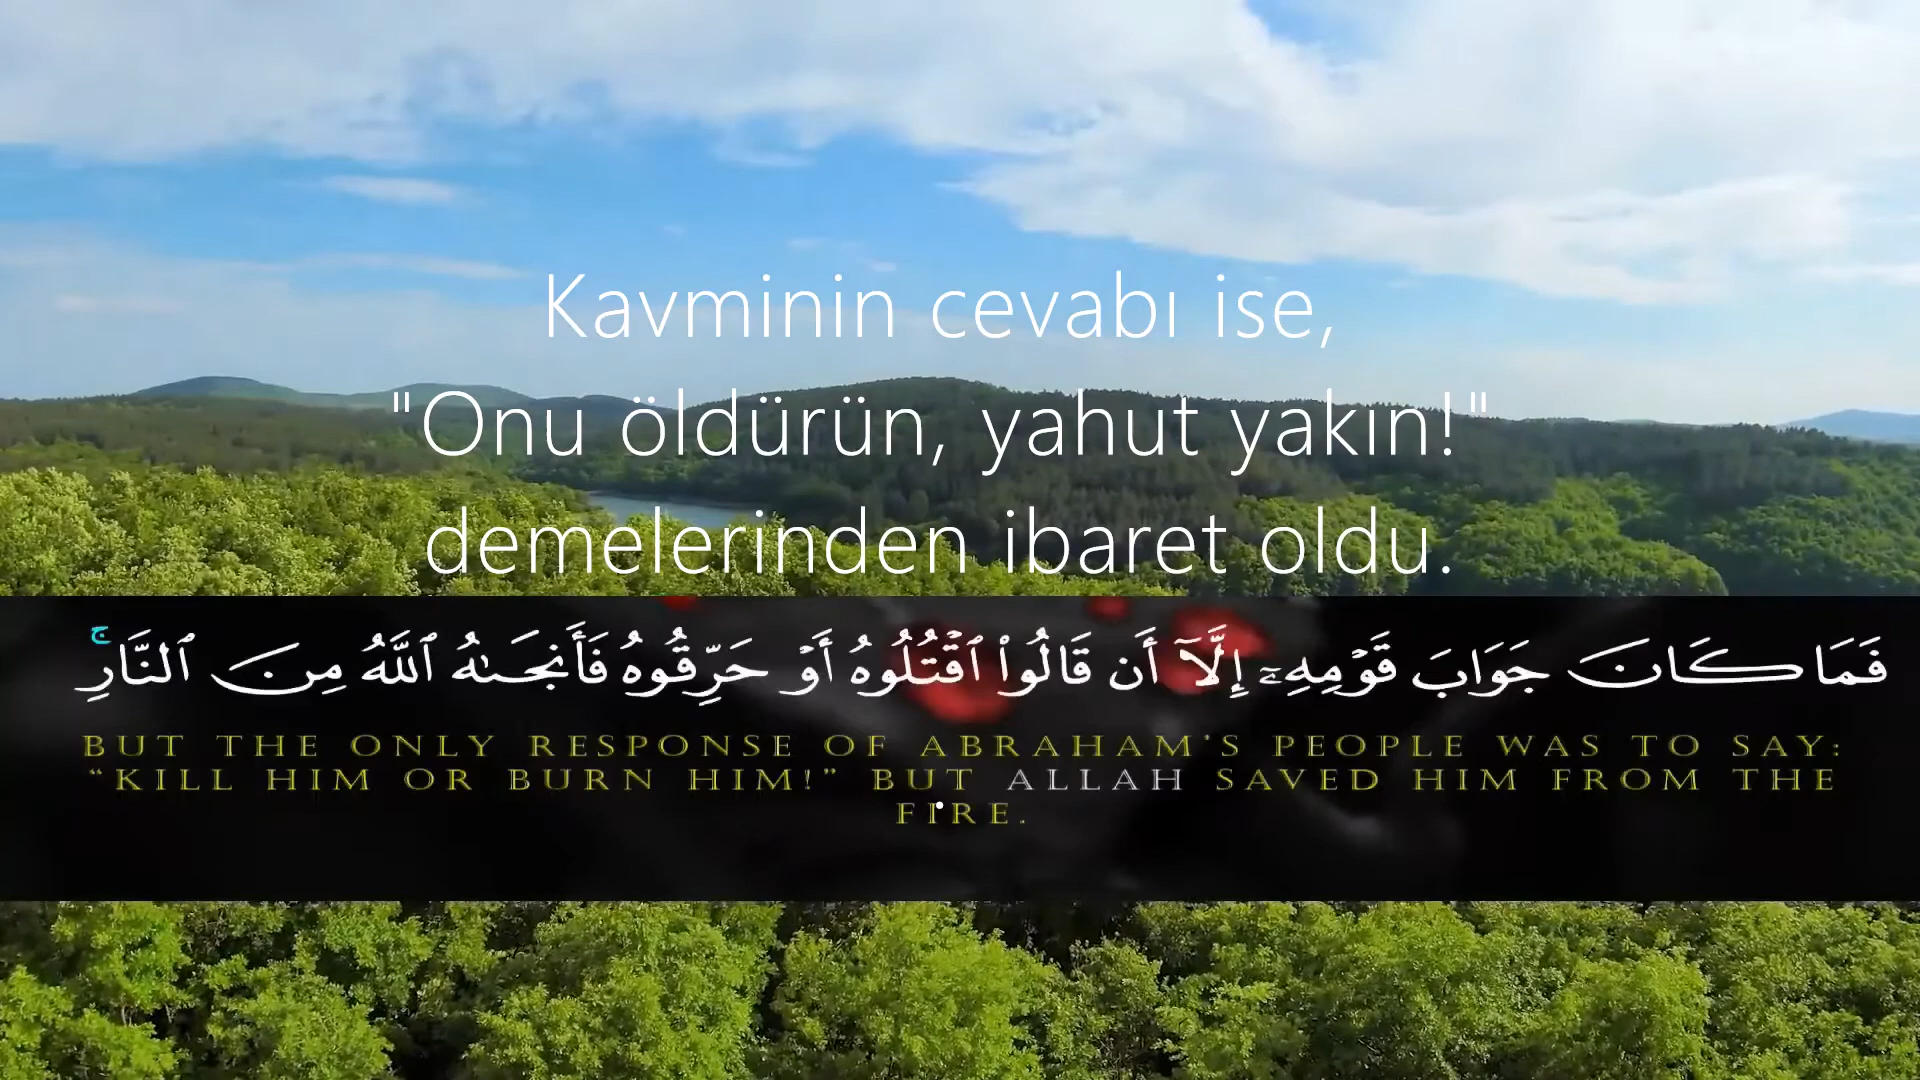 Kavminin cevabı ise,
"Onu öldürün, yahut yakın!"
demelerinden ibaret oldu.
فَمَا كَانَ جَوَابَ قَوْمِهِۦٓ إِلَّآ أَن قَالُوا۟ ٱقْتُلُوهُ أَوْ حَرِّقُوهُ فَأَنجَىٰهُ ٱللَّهُ مِنَ ٱلنَّارِ ۚ
BUT THE ONLY RESPONSE OF ABRAHAM'S PEOPLE WAS TO SAY:
“KILL HIM OR BURN HIM!” BUT ALLAH SAVED HIM FROM THE
FIRE.